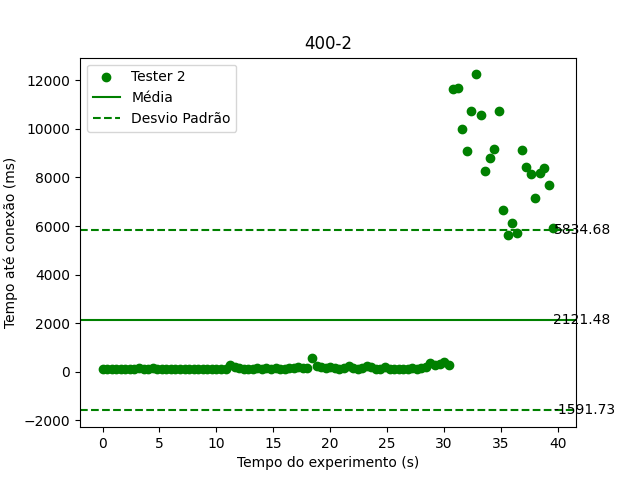 400-2
Tester 2
Média
Desvio Padrão
Tempo até conexão (ms)
12000
10000
8000
6000
4000
2000
0
−2000
5834.68
2121.48
-1591.73
0 5 10 15 20 25 30 35 40
Tempo do experimento (s)